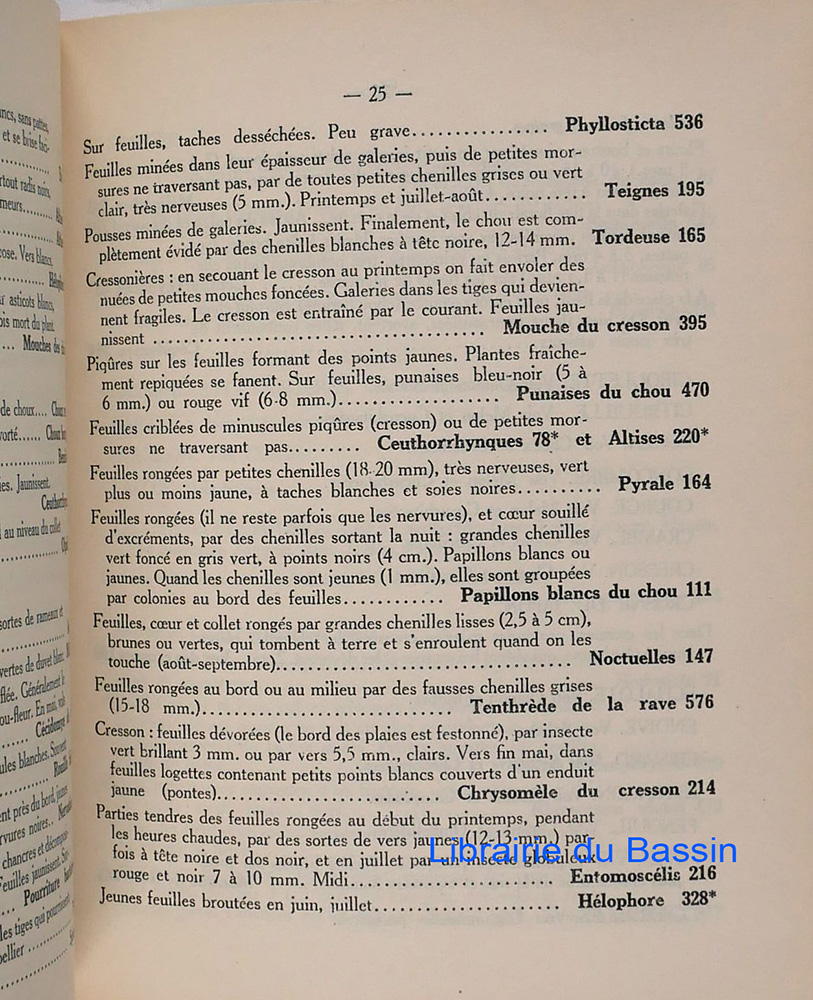 — 25 —
Sur feuilles, taches desséchées. Peu grave................ Phyllosticta 536
Feuilles minées dans leur épaisseur de galeries, puis de petites mor-
sures ne traversant pas, par de toutes petites chenilles grises ou vert
clair, très nerveuses (5 mm.). Printemps et juillet-août............ Teignes 195
Pousses minées de galeries. Jaunissent. Finalement, le chou est com-
plètement évidé par des chenilles blanches à tête noire, 12-14 mm. Tordeuse 165
Cressonières : en secouant le cresson au printemps on fait envoler des
nuées de petites mouches foncées. Galeries dans les tiges qui devien-
nent fragiles. Le cresson est entraîné par le courant. Feuilles jau-
nissent ........................................ Mouche du cresson 395
Piqûres sur les feuilles formant des points jaunes. Plantes fraîche-
ment repiquées se fanent. Sur feuilles, punaises bleu-noir (5 à
6 mm.) ou rouge vif (6-8 mm.)................... Punaises du chou 470
Feuilles criblées de minuscules piqûres (cresson) ou de petites mor-
sures ne traversant pas......... Ceuthorrhynques 78* et Altises 220*
Feuilles rongées par petites chenilles (18-20 mm), très nerveuses, vert
plus ou moins jaune, à taches blanches et soies noires.......... Pyrale 164
Feuilles rongées (il ne reste parfois que les nervures), et cœur souillé
d'excréments, par des chenilles sortant la nuit : grandes chenilles
vert foncé en gris vert, à points noirs (4 cm.). Papillons blancs ou
jaunes. Quand les chenilles sont jeunes (1 mm.), elles sont groupées
par colonies au bord des feuilles............ Papillons blancs du chou 111
Feuilles, cœur et collet rongés par grandes chenilles lisses (2,5 à 5 cm),
brunes ou vertes, qui tombent à terre et s'enroulent quand on les
touche (août-septembre)................................... Noctuelles 147
Feuilles rongées au bord ou au milieu par des fausses chenilles grises
(15-18 mm.).............................. Tenthrède de la rave 576
Cresson : feuilles dévorées (le bord des plaies est festonné), par insecte
vert brillant 3 mm. ou par vers 5,5 mm., clairs. Vers fin mai, dans
feuilles logettes contenant petits points blancs couverts d'un enduit
jaune (pontes).......................... Chrysomèle du cresson 214
Parties tendres des feuilles rongées au début du printemps, pendant
les heures chaudes, par des sortes de vers jaunes (12-13 mm.) par-
fois à tête noire et dos noir, et en juillet par un insecte globuleux
rouge et noir 7 à 10 mm. Midi........................ Entomoscélis 216
Jeunes feuilles broutées en juin, juillet...................... Hélophore 328*
Librairie du Bassin